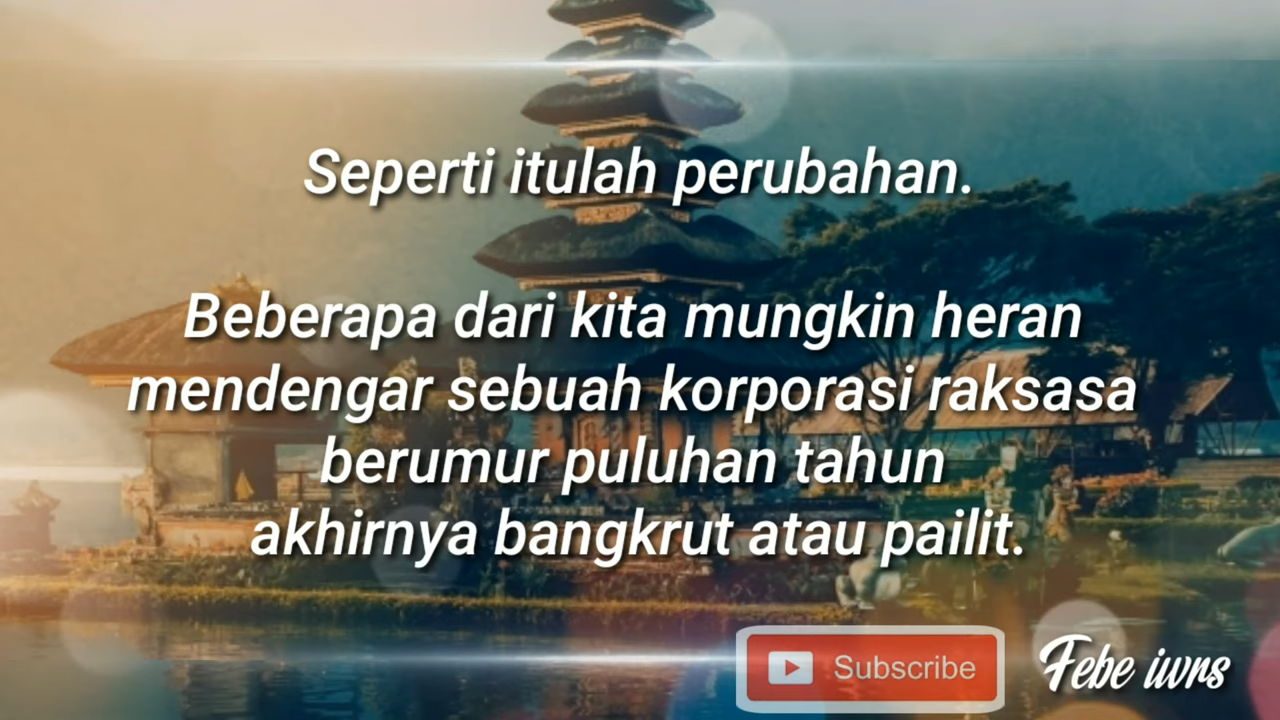 Seperti itulah perubahan.
Beberapa dari kita mungkin heran
mendengar sebuah korporasi raksasa
berumur puluhan tahun
akhirnya bangkrut atau pailit.
Subscribe
Febe iwrs